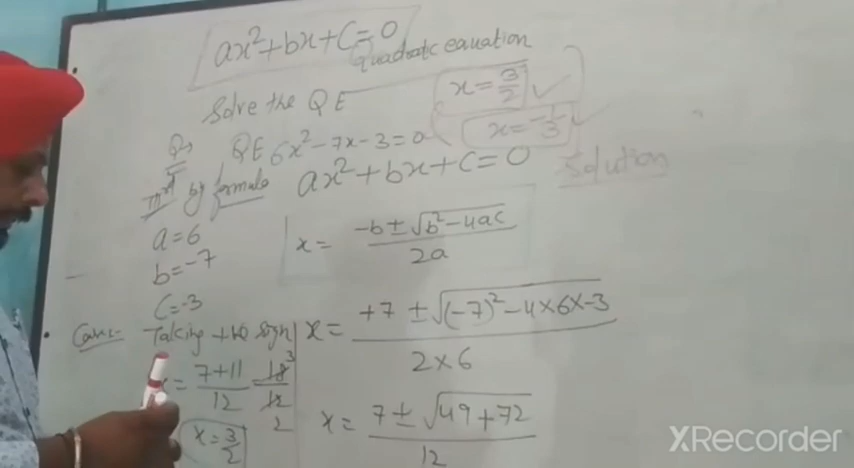 ax²+bx+c=0
quadratic equation
Solve the QE
x=3/2 ✓
x=-1/3 ✓
Q→ QE 6x²-7x-3=0
by formula ax²+bx+c=0 Solution
a=6
b=-7
c=-3
x= -b±√b²-4ac / 2a
x= +7 ±√(-7)²-4×6×-3 / 2×6
Taking +ve sign
= 7+11 / 12 = 18 3 / 12 2
x=3/2
x= 7±√49+72 / 12
XRecorder